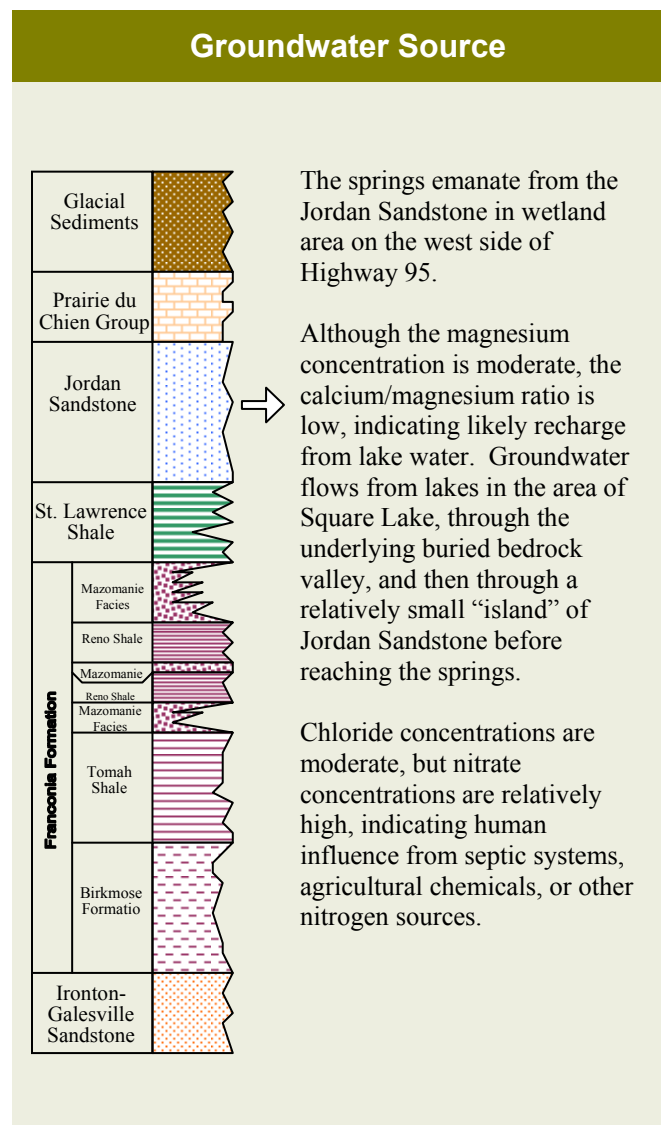 Groundwater Source
Glacial
Sediments
Prairie du
Chien Group
Jordan
Sandstone
St. Lawrence
Shale
Franconia Formation
Mazomanie
Facies
Reno Shale
Mazomanie
Reno Shale
Mazomanie
Facies
Tomah
Shale
Birkmose
Formatio
Ironton-
Galesville
Sandstone
The springs emanate from the
Jordan Sandstone in wetland
area on the west side of
Highway 95.
Although the magnesium
concentration is moderate, the
calcium/magnesium ratio is
low, indicating likely recharge
from lake water.  Groundwater
flows from lakes in the area of
Square Lake, through the
underlying buried bedrock
valley, and then through a
relatively small “island” of
Jordan Sandstone before
reaching the springs.
Chloride concentrations are
moderate, but nitrate
concentrations are relatively
high, indicating human
influence from septic systems,
agricultural chemicals, or other
nitrogen sources.